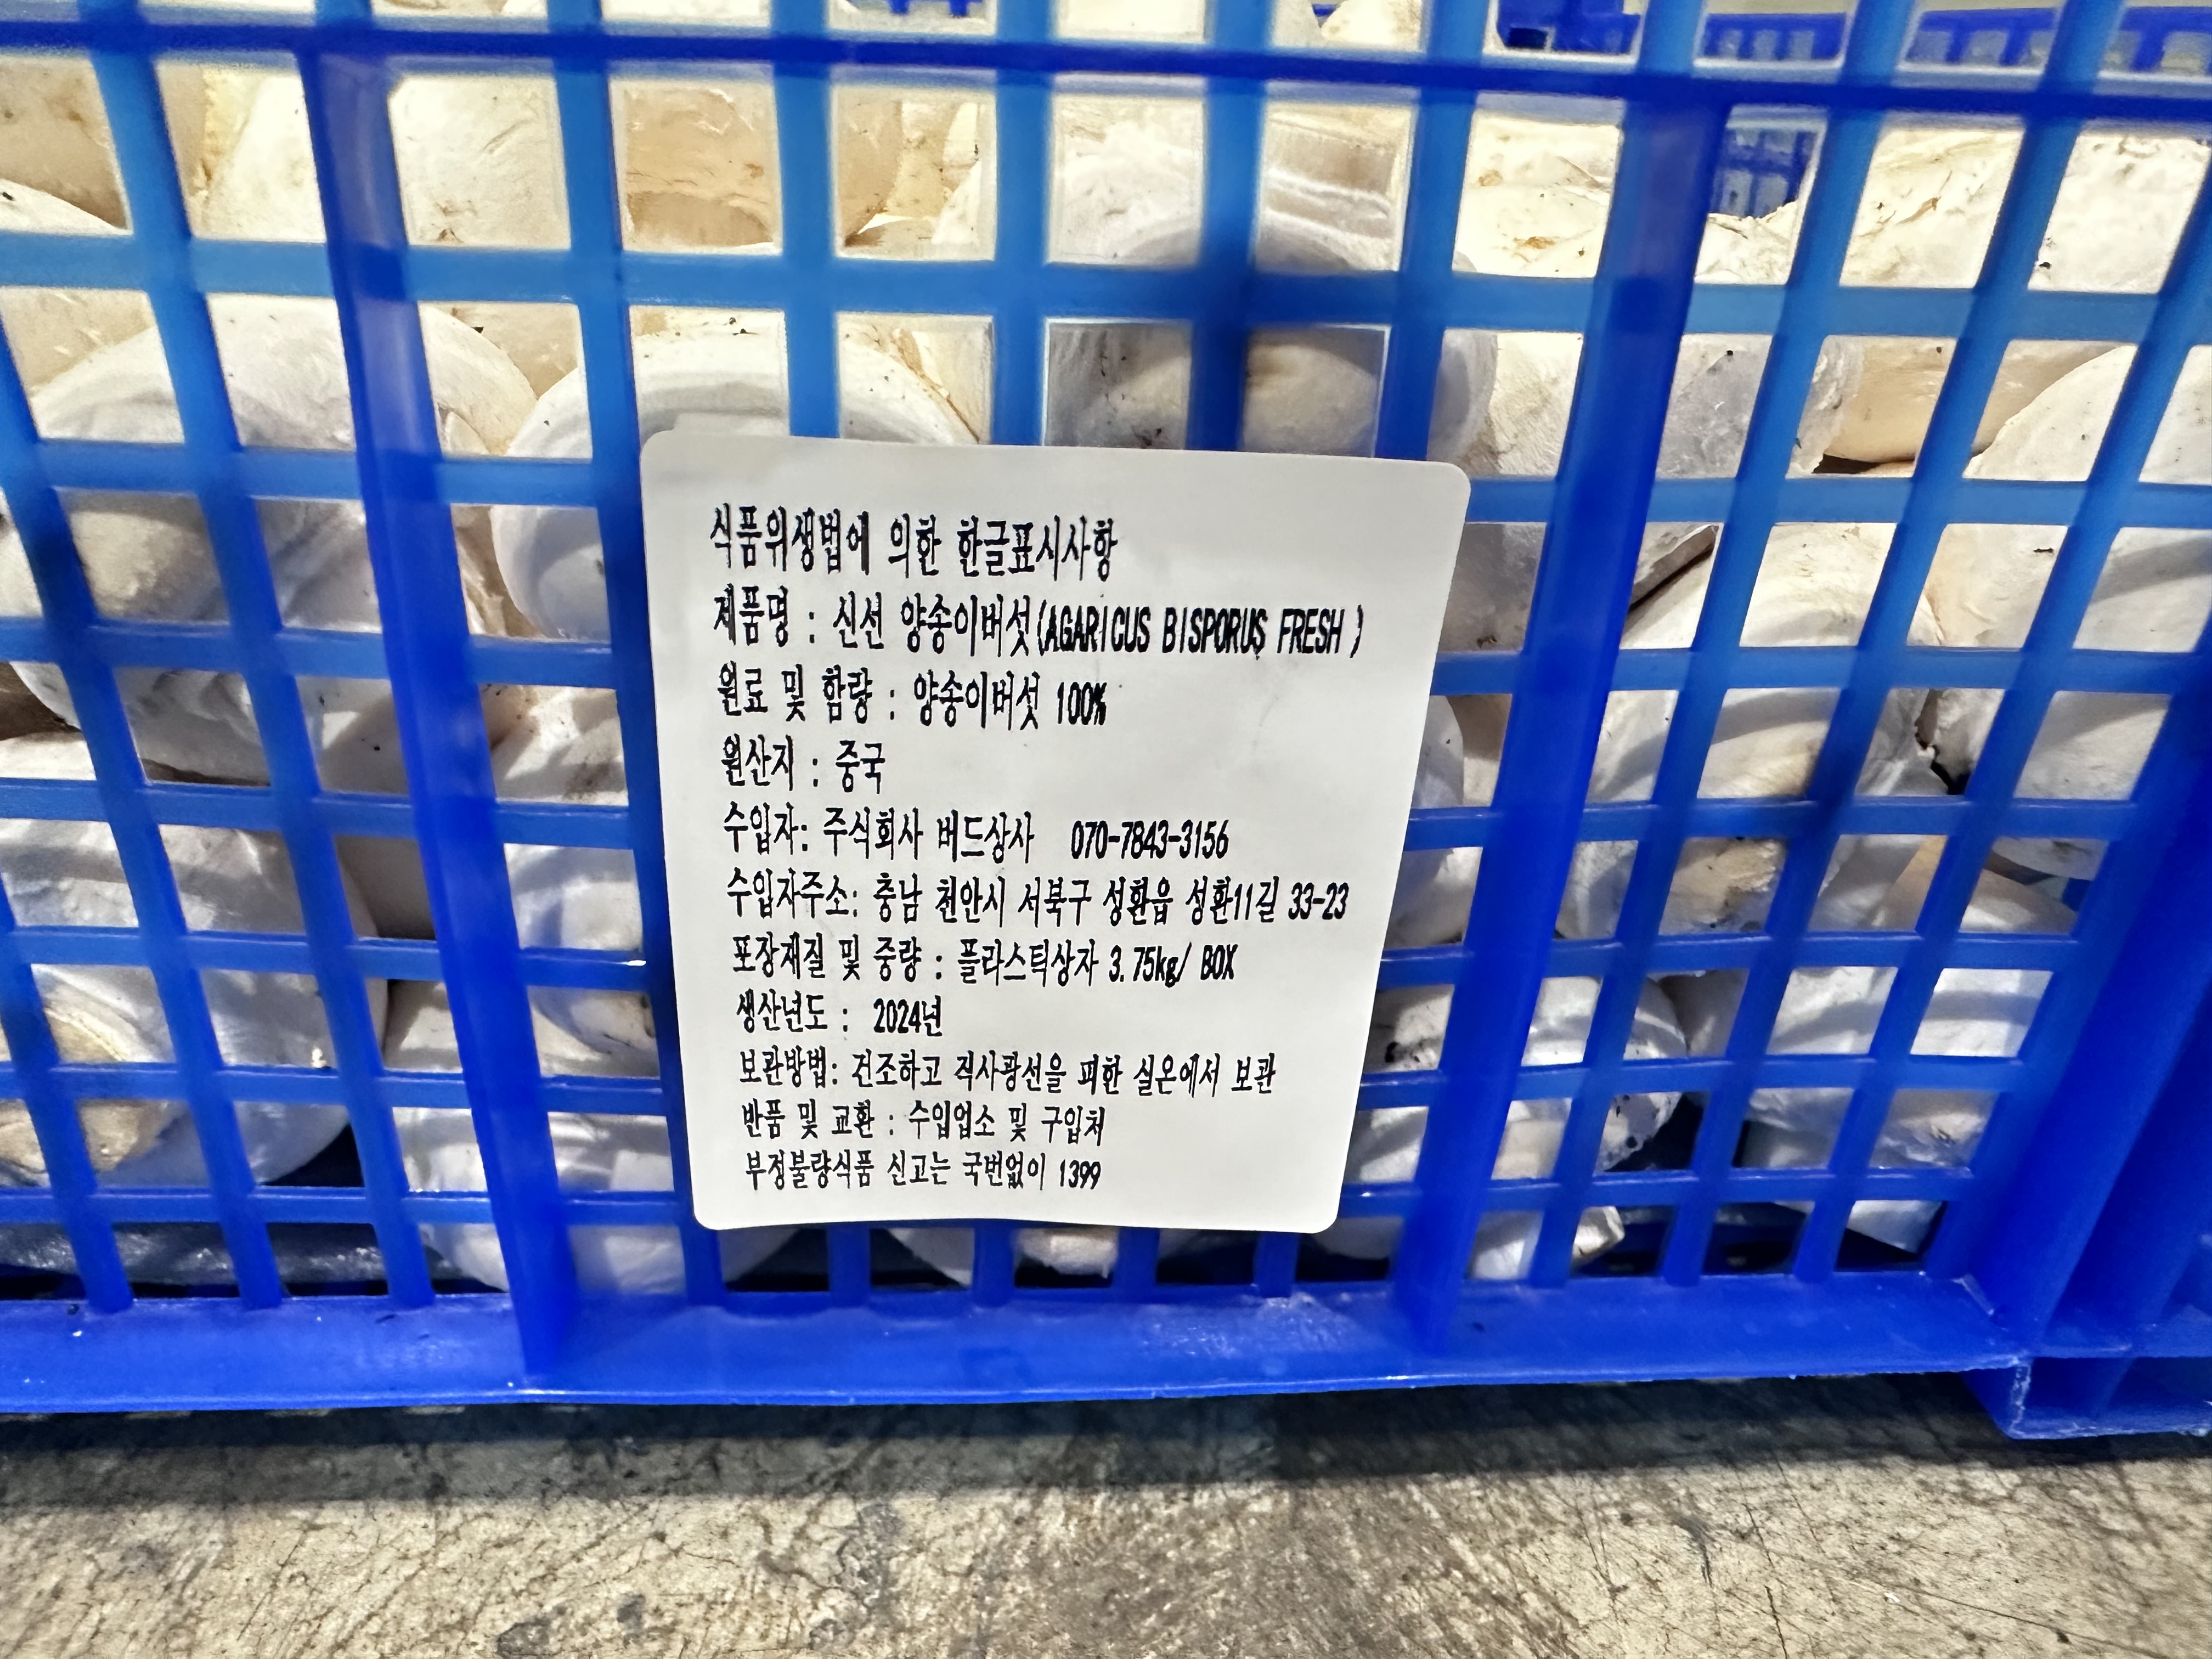 식품위생법에 의한 한글표시사항
제품명 : 신선 양송이버섯(AGARICUS BISPORUS FRESH )
원료 및 함량 : 양송이버섯 100%
원산지 : 중국
수입자: 주식회사 버드상사 070-7843-3156
수입자주소: 충남 천안시 서북구 성환읍 성환11길 33-23
포장재질 및 중량 : 플라스틱상자 3.75kg/ BOX
생산년도 : 2024년
보관방법: 건조하고 직사광선을 피한 실온에서 보관
반품 및 교환 : 수입업소 및 구입처
부정불량식품 신고는 국번없이 1399